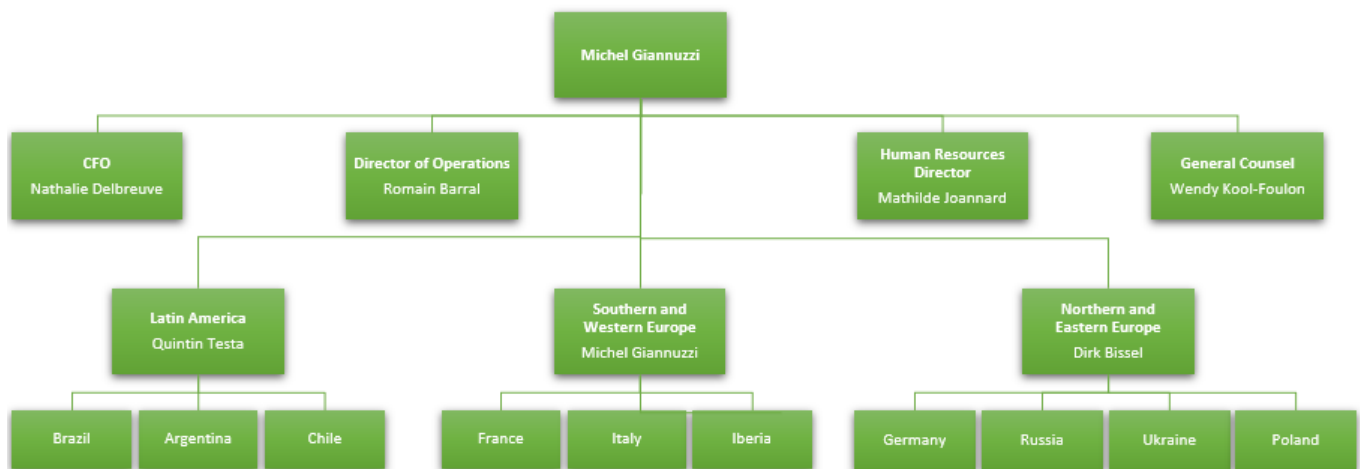 Michel Giannuzzi
CFO
Nathalie Delbreuve
Director of Operations
Romain Barral
Human Resources
Director
Mathilde Joannard
General Counsel
Wendy Kool-Foulon
Latin America
Quintin Testa
Southern and
Western Europe
Michel Giannuzzi
Northern and
Eastern Europe
Dirk Bissel
Brazil
Argentina
Chile
France
Italy
Iberia
Germany
Russia
Ukraine
Poland